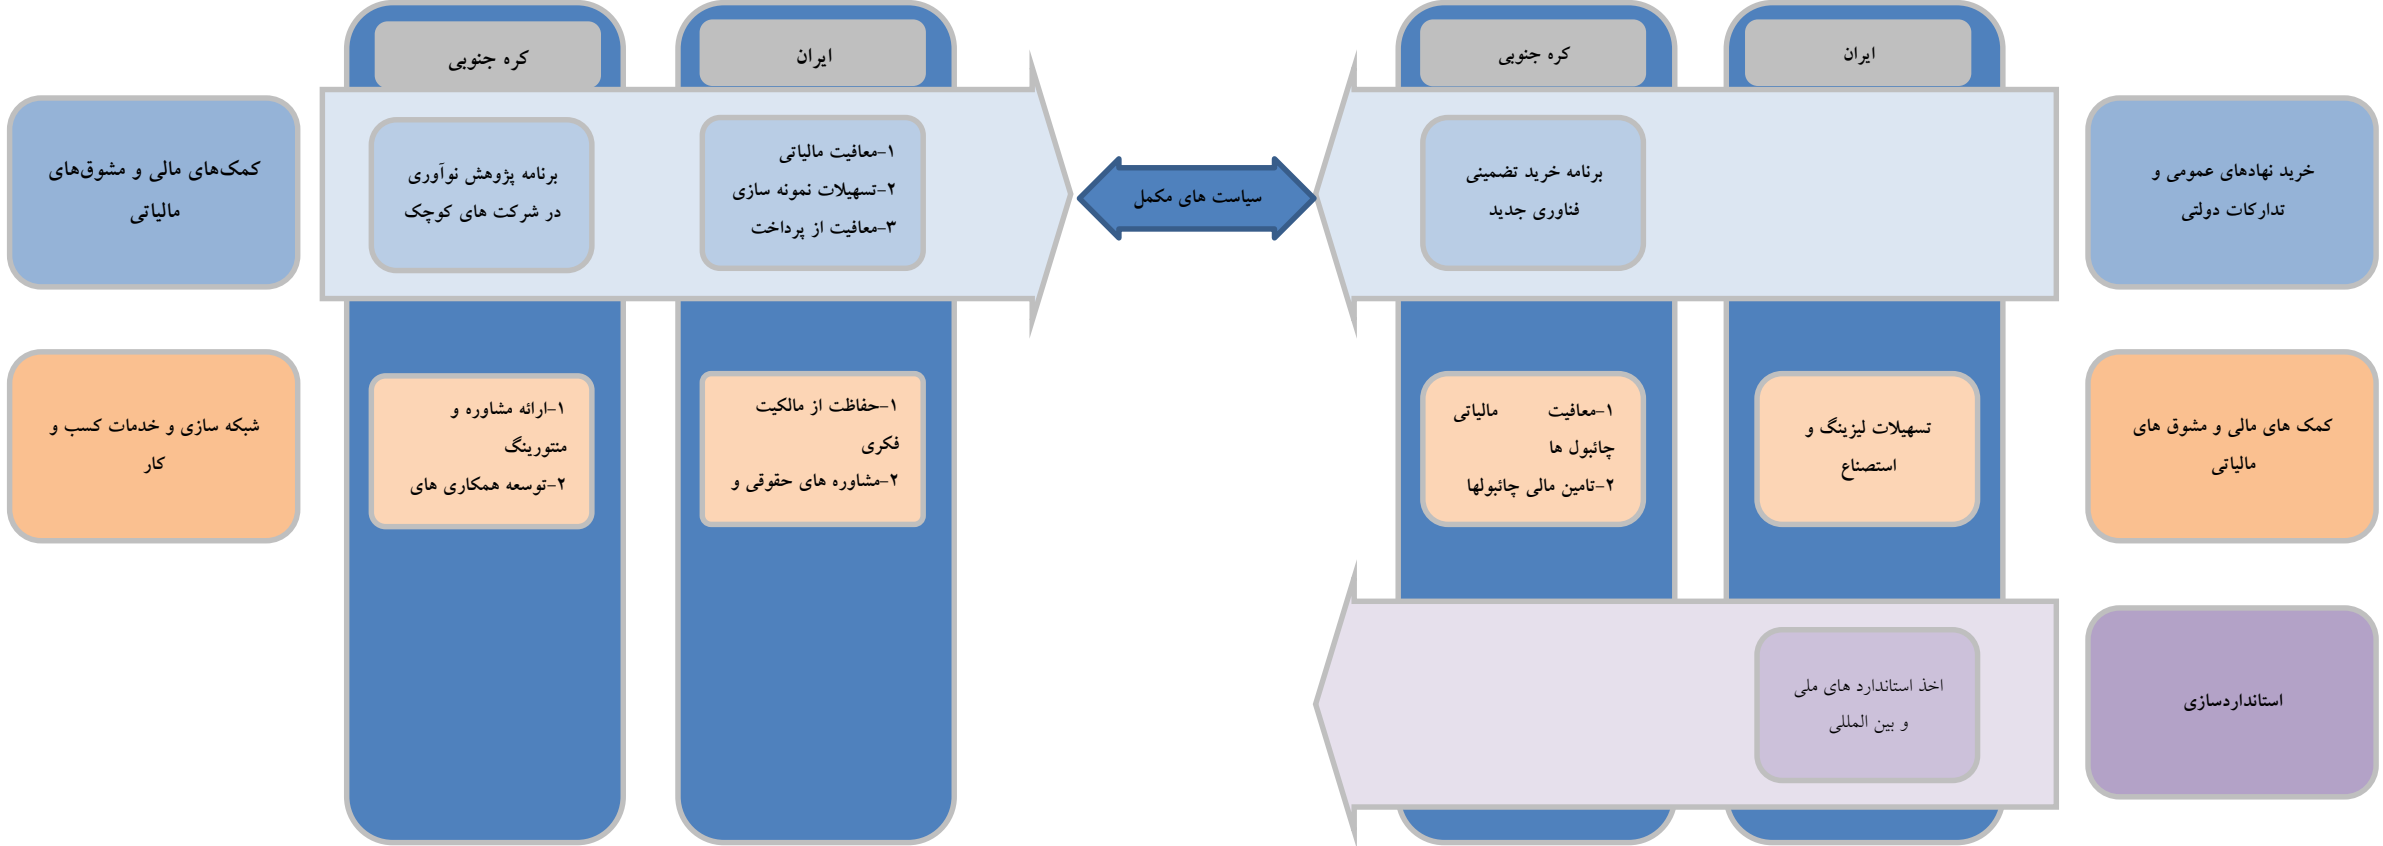 ایران
کره جنوبی
ایران
کره جنوبی
خرید نهادهای عمومی و
تدارکات دولتی
برنامه خرید تضمینی
فناوری جدید
سیاست های مکمل
۱-معافیت مالیاتی
۲-تسهیلات نمونه سازی
۳-معافیت از پرداخت
برنامه پژوهش نوآوری
در شرکت های کوچک
کمک‌های مالی و مشوق‌های
مالیاتی
کمک های مالی و مشوق های
مالیاتی
تسهیلات لیزینگ و
استصناع
۱-معافیت مالیاتی
چائبول ها
۲-تامین مالی چائبولها
۱-حفاظت از مالکیت
فکری
۲-مشاوره های حقوقی و
۱-ارائه مشاوره و
منتورینگ
۲-توسعه همکاری های
شبکه سازی و خدمات کسب و
کار
استانداردسازی
اخذ استاندارد های ملی
و بین المللی